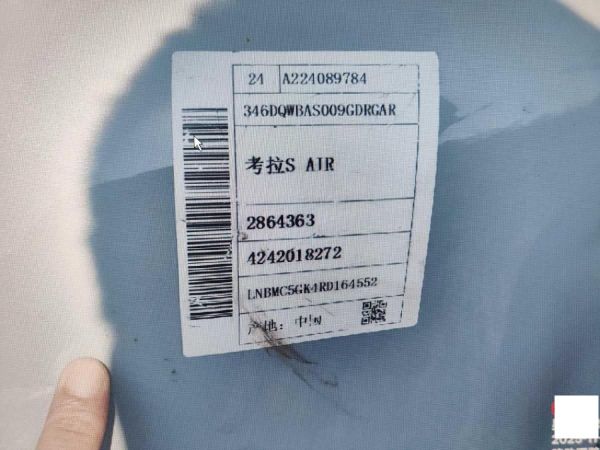 24 A224089784
346DQWBAS009GDRGAR
考拉S AIR
2864363
4242018272
LNBMC5GK4RD164552
产地：中国